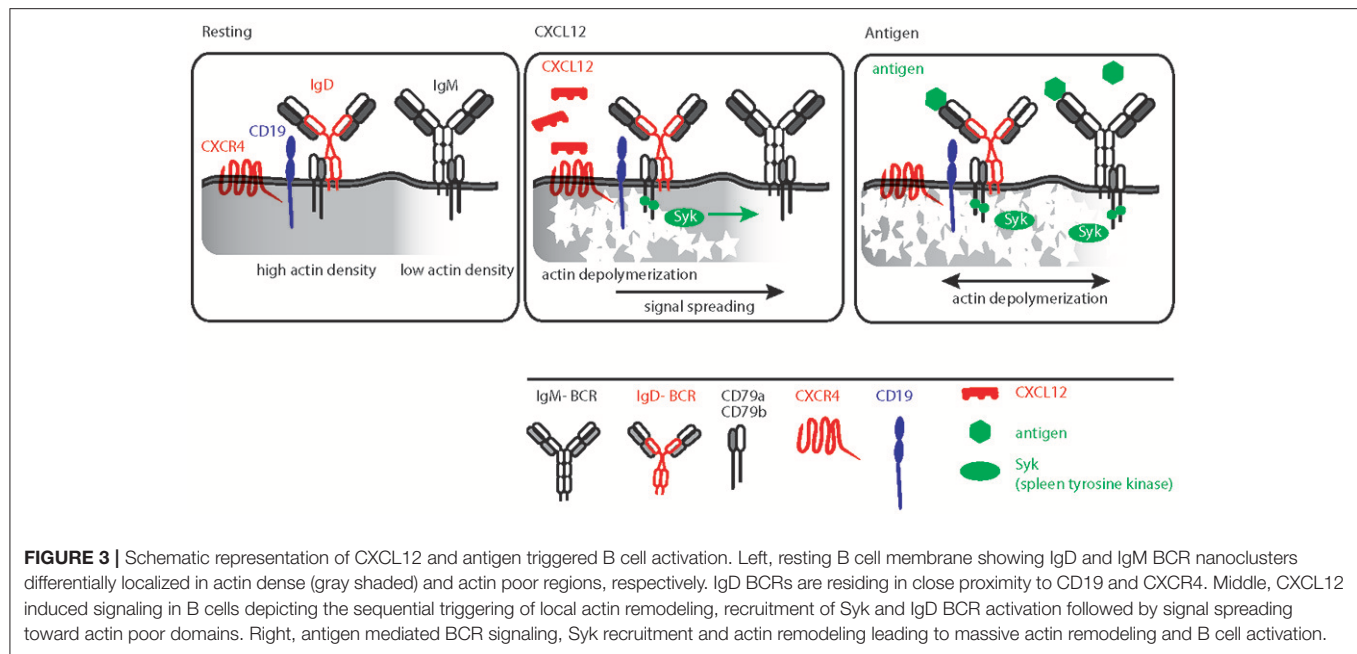 Resting
IgD
IgM
CD19
CXCR4
high actin density
low actin density
CXCL12
CXCL12
Syk
actin depolymerization
signal spreading
Antigen
antigen
Syk
Syk
actin depolymerization
IgM- BCR
IgD- BCR
CD79a
CD79b
CXCR4
CD19
CXCL12
antigen
Syk
(spleen tyrosine kinase)
FIGURE 3 | Schematic representation of CXCL12 and antigen triggered B cell activation. Left, resting B cell membrane showing IgD and IgM BCR nanoclusters
differentially localized in actin dense (gray shaded) and actin poor regions, respectively. IgD BCRs are residing in close proximity to CD19 and CXCR4. Middle, CXCL12
induced signaling in B cells depicting the sequential triggering of local actin remodeling, recruitment of Syk and IgD BCR activation followed by signal spreading
toward actin poor domains. Right, antigen mediated BCR signaling, Syk recruitment and actin remodeling leading to massive actin remodeling and B cell activation.